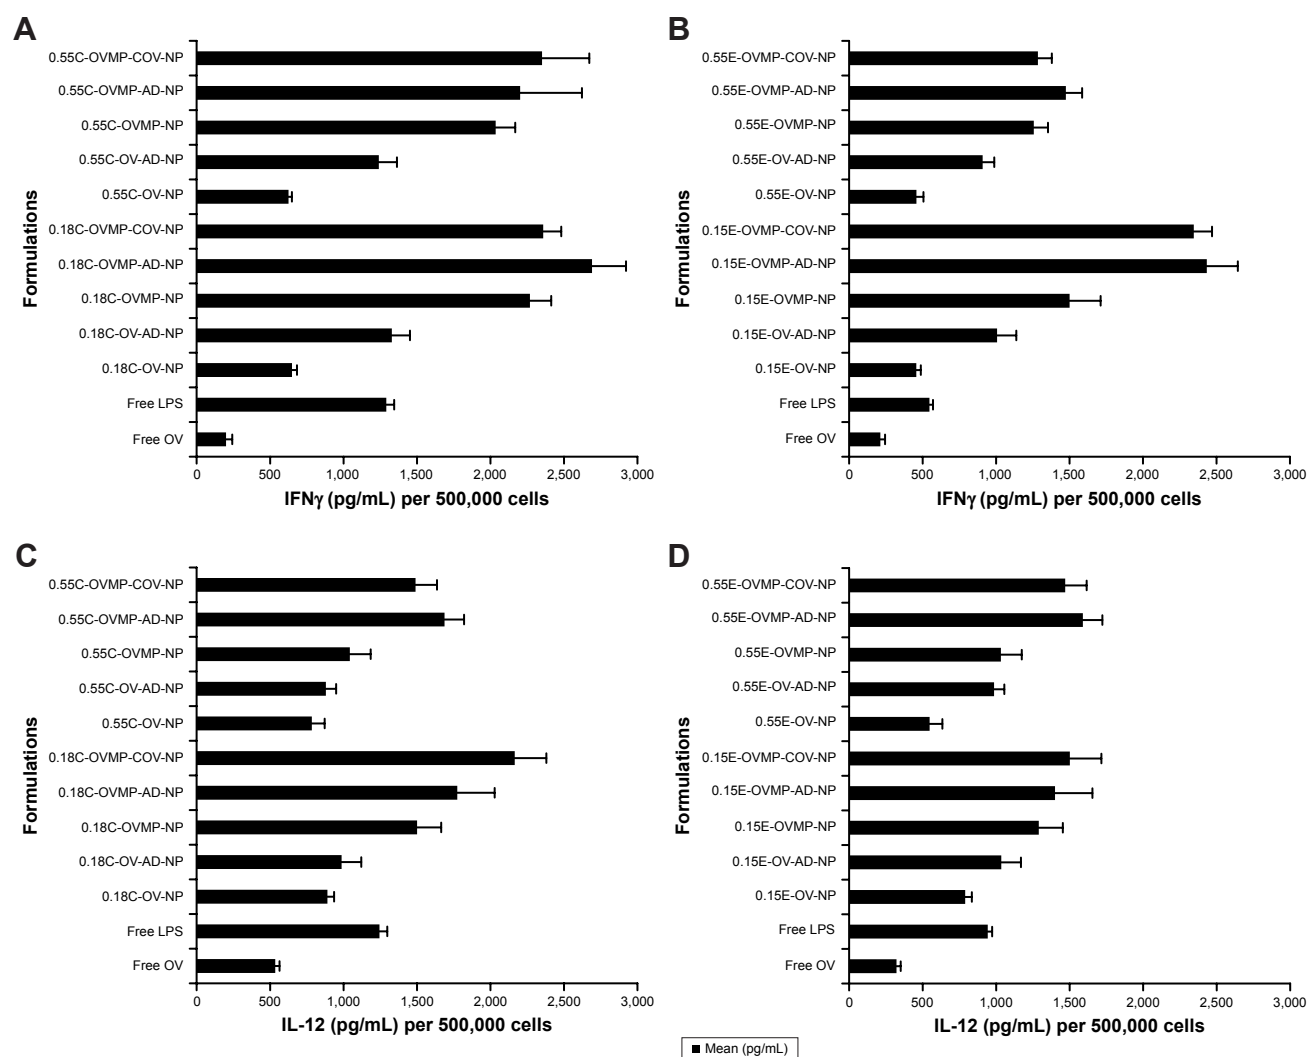 A
Formulations
0.55C-OVMP-COV-NP
0.55C-OVMP-AD-NP
0.55C-OVMP-NP
0.55C-OV-AD-NP
0.55C-OV-NP
0.18C-OVMP-COV-NP
0.18C-OVMP-AD-NP
0.18C-OVMP-NP
0.18C-OV-AD-NP
0.18C-OV-NP
Free LPS
Free OV
0 500 1,000 1,500 2,000 2,500 3,000
IFNγ (pg/mL) per 500,000 cells
B
Formulations
0.55E-OVMP-COV-NP
0.55E-OVMP-AD-NP
0.55E-OVMP-NP
0.55E-OV-AD-NP
0.55E-OV-NP
0.15E-OVMP-COV-NP
0.15E-OVMP-AD-NP
0.15E-OVMP-NP
0.15E-OV-AD-NP
0.15E-OV-NP
Free LPS
Free OV
0 500 1,000 1,500 2,000 2,500 3,000
IFNγ (pg/mL) per 500,000 cells
C
Formulations
0.55C-OVMP-COV-NP
0.55C-OVMP-AD-NP
0.55C-OVMP-NP
0.55C-OV-AD-NP
0.55C-OV-NP
0.18C-OVMP-COV-NP
0.18C-OVMP-AD-NP
0.18C-OVMP-NP
0.18C-OV-AD-NP
0.18C-OV-NP
Free LPS
Free OV
0 500 1,000 1,500 2,000 2,500 3,000
IL-12 (pg/mL) per 500,000 cells
D
Formulations
0.55E-OVMP-COV-NP
0.55E-OVMP-AD-NP
0.55E-OVMP-NP
0.55E-OV-AD-NP
0.55E-OV-NP
0.15E-OVMP-COV-NP
0.15E-OVMP-AD-NP
0.15E-OVMP-NP
0.15E-OV-AD-NP
0.15E-OV-NP
Free LPS
Free OV
0 500 1,000 1,500 2,000 2,500 3,000
IL-12 (pg/mL) per 500,000 cells
Mean (pg/mL)